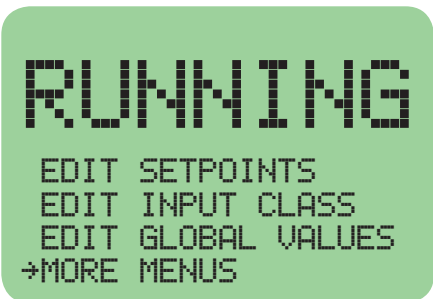 RUNNING
EDIT SETPOINTS
EDIT INPUT CLASS
EDIT GLOBAL VALUES
→MORE MENUS